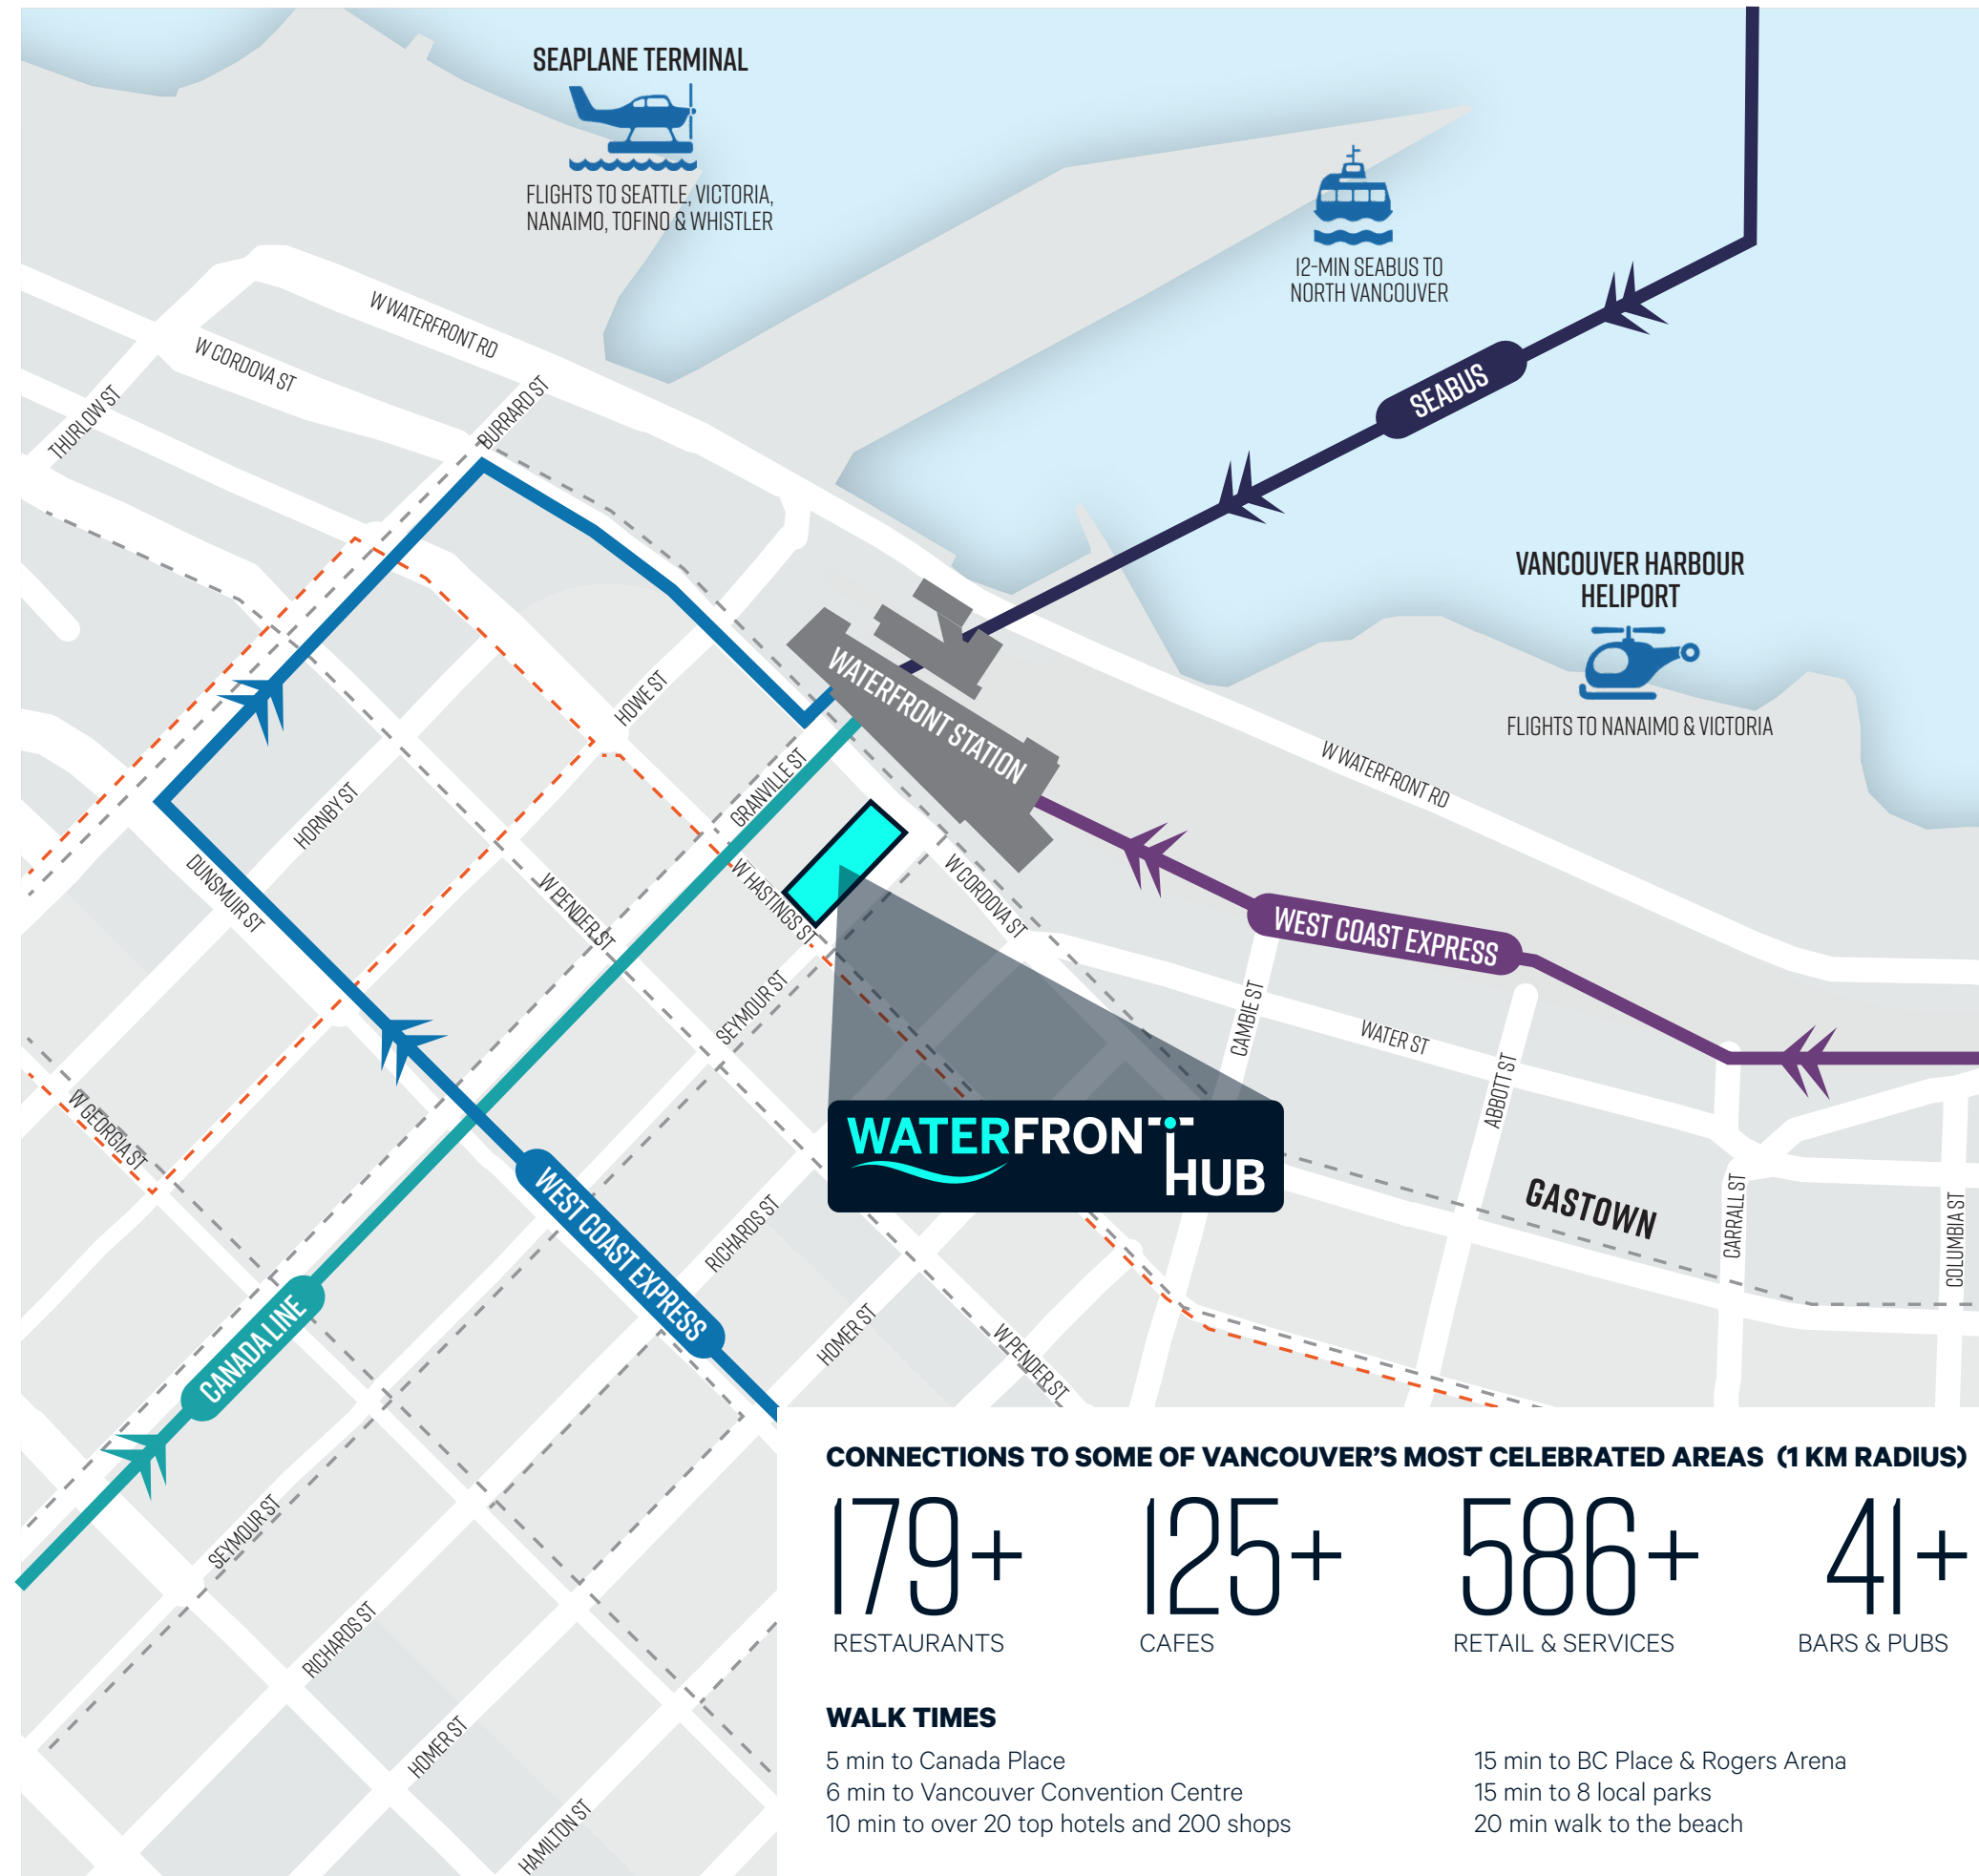 SEAPLANE TERMINAL
FLIGHTS TO SEATTLE, VICTORIA,
NANAIMO, TOFINO & WHISTLER
12-MIN SEABUS TO
NORTH VANCOUVER
W WATERFRONT RD
W CORDOVA ST
THURLOW ST
BURRARD ST
SEABUS
VANCOUVER HARBOUR
HELIPORT
FLIGHTS TO NANAIMO & VICTORIA
WATERFRONT STATION
HOWE ST
GRANVILLE ST
W WATERFRONT RD
HORNBY ST
DUNSMUIR ST
W PENDER ST
W HASTINGS ST
W CORDOVA ST
WEST COAST EXPRESS
SEYMOUR ST
CAMBIE ST
WATER ST
ABBOTT ST
W GEORGIA ST
WATERFRONT
HUB
GASTOWN
CARRALL ST
COLUMBIA ST
WEST COAST EXPRESS
RICHARDS ST
HOMER ST
W PENDER ST
CANADA LINE
SEYMOUR ST
RICHARDS ST
HOMER ST
HAMILTON ST
CONNECTIONS TO SOME OF VANCOUVER'S MOST CELEBRATED AREAS (1 KM RADIUS)
179+ 125+ 586+ 41+
RESTAURANTS CAFES RETAIL & SERVICES BARS & PUBS
WALK TIMES
5 min to Canada Place
6 min to Vancouver Convention Centre
10 min to over 20 top hotels and 200 shops
15 min to BC Place & Rogers Arena
15 min to 8 local parks
20 min walk to the beach